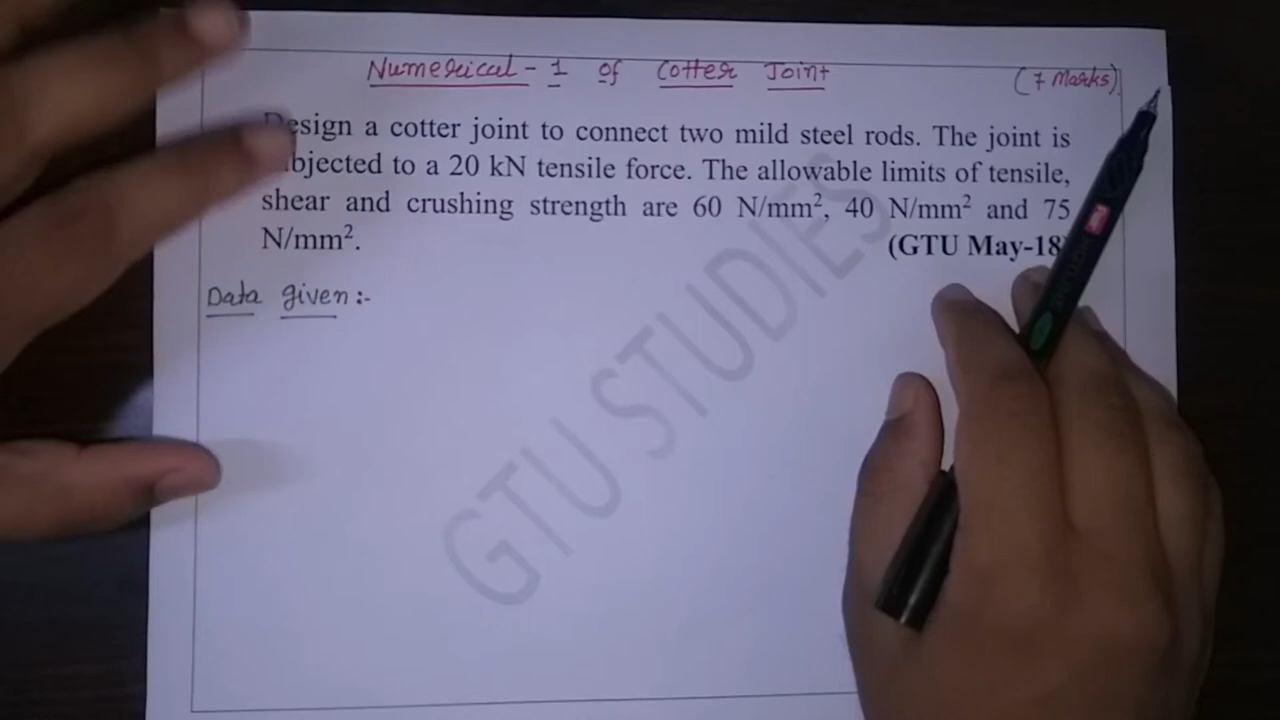 Numerical - 1 of Cotter Joint (7 Marks)
Design a cotter joint to connect two mild steel rods. The joint is
subjected to a 20 kN tensile force. The allowable limits of tensile,
shear and crushing strength are 60 N/mm², 40 N/mm² and 75
N/mm². (GTU May-18)
Data given :-
GTU STUDIES